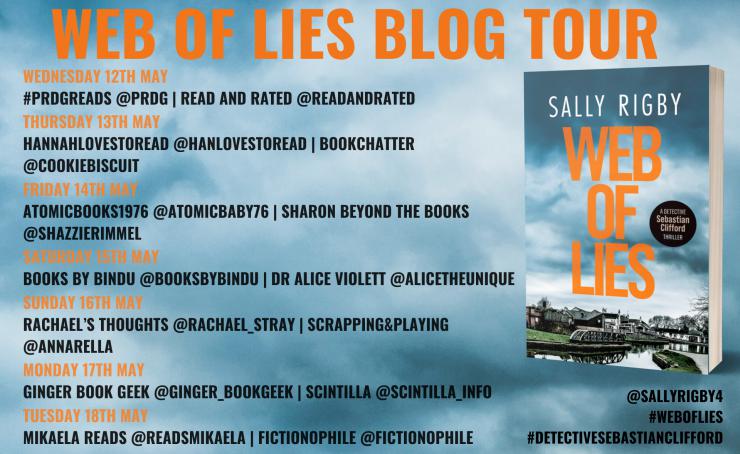 WEB OF LIES BLOG TOUR
WEDNESDAY 12TH MAY
#PRDGREADS @PRDG | READ AND RATED @READANDRATED
THURSDAY 13TH MAY
HANNAHLOVESTOREAD @HANLOVESTOREAD | BOOKCHATTER
@COOKIEBISCUIT
FRIDAY 14TH MAY
ATOMICBOOKS1976 @ATOMICBABY76 | SHARON BEYOND THE BOOKS
@SHAZZIERIMMEL
SATURDAY 15TH MAY
BOOKS BY BINDU @BOOKSBYBINDU | DR ALICE VIOLETT @ALICETHEUNIQUE
SUNDAY 16TH MAY
RACHAEL'S THOUGHTS @RACHAEL_STRAY | SCRAPPING&PLAYING
@ANNARELLA
MONDAY 17TH MAY
GINGER BOOK GEEK @GINGER_BOOKGEEK | SCINTILLA @SCINTILLA_INFO
TUESDAY 18TH MAY
MIKAELA READS @READSMIKAELA | FICTIONOPHILE @FICTIONOPHILE
SALLY RIGBY
WEB
OF
LIES
A DETECTIVE
Sebastian
Clifford
THRILLER
@SALLYRIGBY4
#WEBOFLIES
#DETECTIVESEBASTIANCLIFFORD